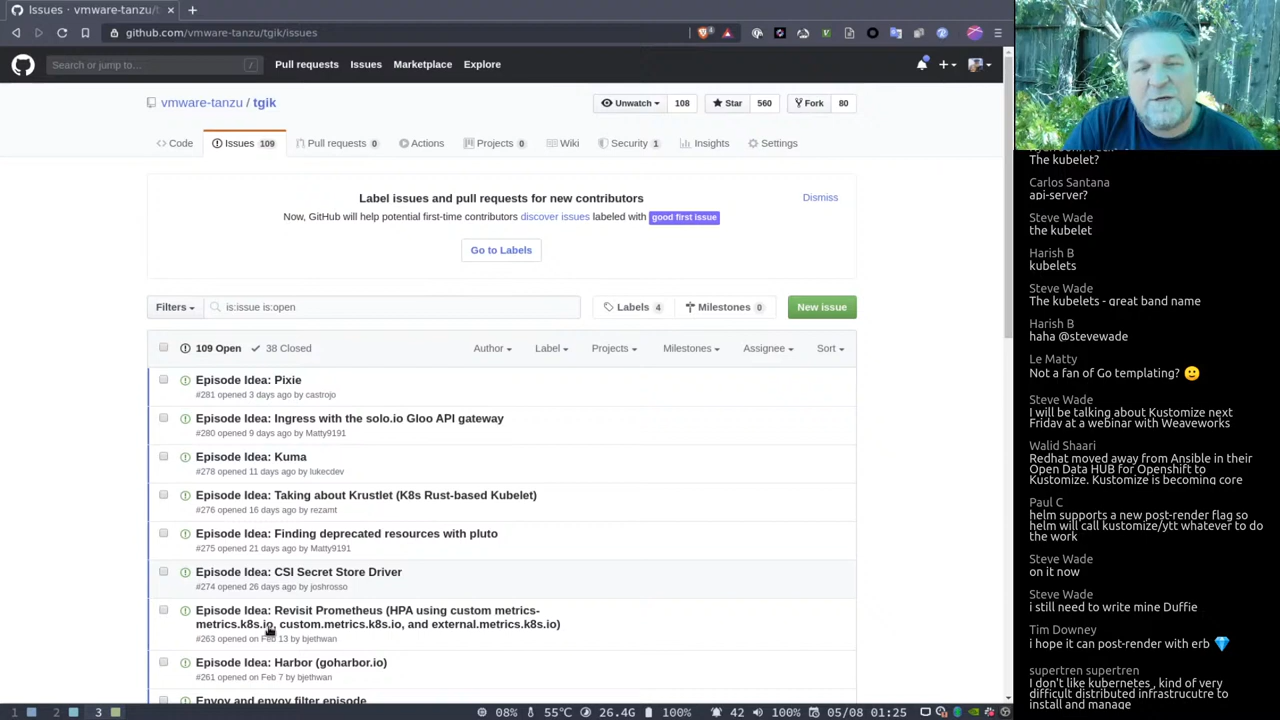 Issues · vmware-tanzu/t
github.com/vmware-tanzu/tgik/issues
Search or jump to…
/
Pull requests
Issues
Marketplace
Explore
vmware-tanzu / tgik
Unwatch 108
Star 560
Fork 80
Code
Issues 109
Pull requests 0
Actions
Projects 0
Wiki
Security 1
Insights
Settings
Label issues and pull requests for new contributors
Now, GitHub will help potential first-time contributors discover issues labeled with good first issue
Dismiss
Go to Labels
Filters
is:issue is:open
Labels 4
Milestones 0
New issue
109 Open
38 Closed
Author
Label
Projects
Milestones
Assignee
Sort
Episode Idea: Pixie
#281 opened 3 days ago by castrojo
Episode Idea: Ingress with the solo.io Gloo API gateway
#280 opened 9 days ago by Matty9191
Episode Idea: Kuma
#278 opened 11 days ago by lukecdev
Episode Idea: Taking about Krustlet (K8s Rust-based Kubelet)
#276 opened 16 days ago by rezamt
Episode Idea: Finding deprecated resources with pluto
#275 opened 21 days ago by Matty9191
Episode Idea: CSI Secret Store Driver
#274 opened 26 days ago by joshrosso
Episode Idea: Revisit Prometheus (HPA using custom metrics-
metrics.k8s.io, custom.metrics.k8s.io, and external.metrics.k8s.io)
#263 opened on Feb 13 by bjethwan
Episode Idea: Harbor (goharbor.io)
#261 opened on Feb 7 by bjethwan
Envoy and envoy filter episode
1 2 3
08% 55°C 26.4G 100% 42 100% 05/08 01:25
The kubelet?
Carlos Santana
api-server?
Steve Wade
the kubelet
Harish B
kubelets
Steve Wade
The kubelets - great band name
Harish B
haha @stevewade
Le Matty
Not a fan of Go templating? 🙂
Steve Wade
I will be talking about Kustomize next
Friday at a webinar with Weaveworks
Walid Shaari
Redhat moved away from Ansible in their
Open Data HUB for Openshift to
Kustomize. Kustomize is becoming core
Paul C
helm supports a new post-render flag so
helm will call kustomize/ytt whatever to do
the work
Steve Wade
on it now
Steve Wade
i still need to write mine Duffie
Tim Downey
i hope it can post-render with erb 💎
supertren supertren
I don't like kubernetes , kind of very
difficult distributed infrastrucutre to
install and manage